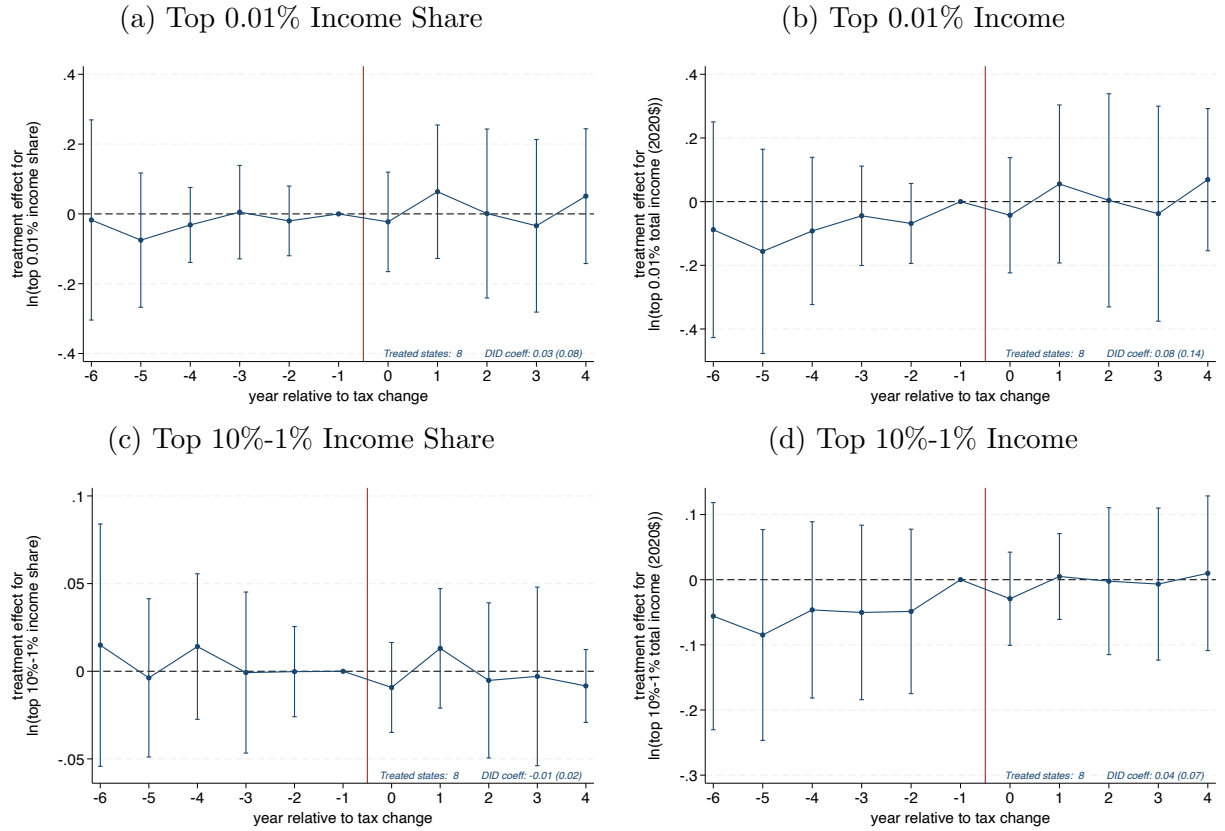 (a) Top 0.01% Income Share
treatment effect for
ln(top 0.01% income share)
.4
.2
0
-.2
-.4
Treated states: 8 DID coeff: 0.03 (0.08)
-6 -5 -4 -3 -2 -1 0 1 2 3 4
year relative to tax change
(b) Top 0.01% Income
treatment effect for
ln(top 0.01% total income (2020$))
.4
.2
0
-.2
-.4
Treated states: 8 DID coeff: 0.08 (0.14)
-6 -5 -4 -3 -2 -1 0 1 2 3 4
year relative to tax change
(c) Top 10%-1% Income Share
treatment effect for
ln(top 10%-1% income share)
.1
.05
0
-.05
Treated states: 8 DID coeff: -0.01 (0.02)
-6 -5 -4 -3 -2 -1 0 1 2 3 4
year relative to tax change
(d) Top 10%-1% Income
treatment effect for
ln(top 10%-1% total income (2020$))
.1
0
-.1
-.2
-.3
Treated states: 8 DID coeff: 0.04 (0.07)
-6 -5 -4 -3 -2 -1 0 1 2 3 4
year relative to tax change